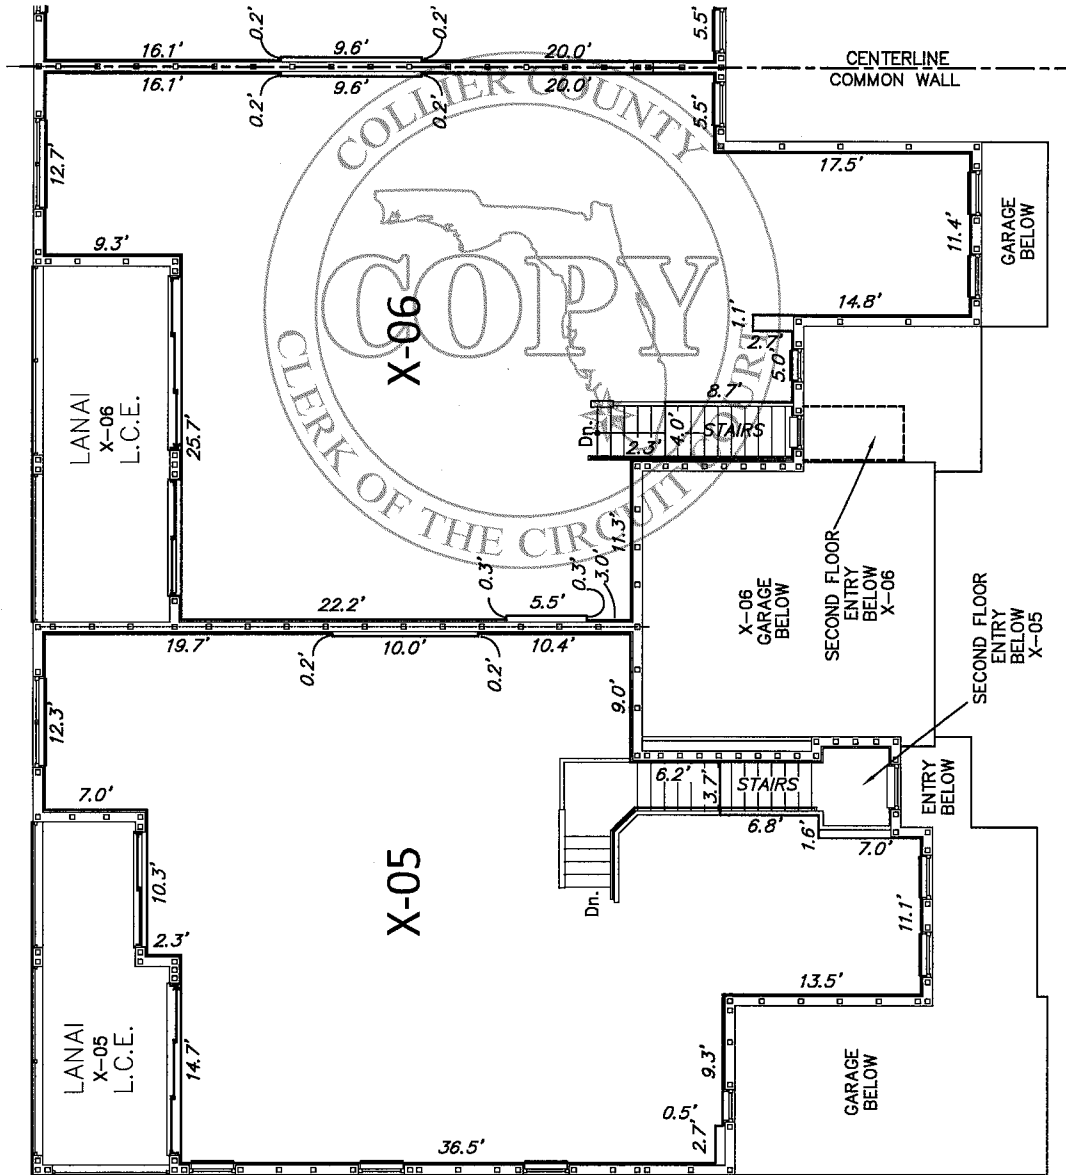 0.2'
0.2'
5.5'
16.1'
9.6'
20.0'
CENTERLINE
COMMON WALL
16.1'
9.6'
20.0'
0.2'
0.2'
5.5'
COLLIER COUNTY
CLERK OF THE CIRCUIT COURT
COPY
12.7'
17.5'
11.4'
GARAGE
BELOW
9.3'
14.8'
1.1'
2.7'
5.0'
X-06
8.7'
LANAI
X-06
L.C.E.
25.7'
Dn.
2.3'
4.0'
STAIRS
11.3'
SECOND FLOOR
ENTRY
BELOW
X-06
X-06
GARAGE
BELOW
SECOND FLOOR
ENTRY
BELOW
X-05
22.2'
0.3'
5.5'
0.3'
3.0'
19.7'
0.2'
10.0'
0.2'
10.4'
9.0'
12.3'
7.0'
6.2'
3.7'
STAIRS
ENTRY
BELOW
6.8'
1.6'
7.0'
X-05
Dn.
10.3'
2.3'
11.1'
13.5'
LANAI
X-05
L.C.E.
14.7'
9.3'
GARAGE
BELOW
0.5'
2.7'
36.5'